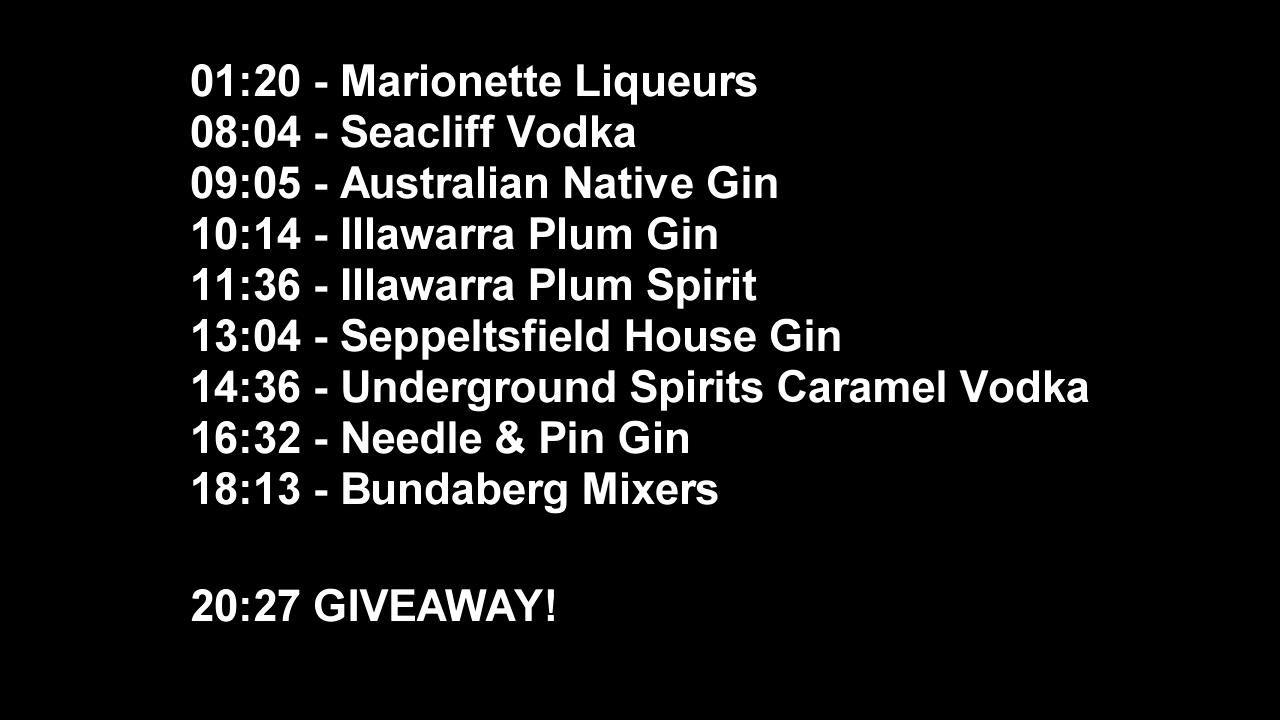 01:20 - Marionette Liqueurs
08:04 - Seacliff Vodka
09:05 - Australian Native Gin
10:14 - Illawarra Plum Gin
11:36 - Illawarra Plum Spirit
13:04 - Seppeltsfield House Gin
14:36 - Underground Spirits Caramel Vodka
16:32 - Needle & Pin Gin
18:13 - Bundaberg Mixers
20:27 GIVEAWAY!